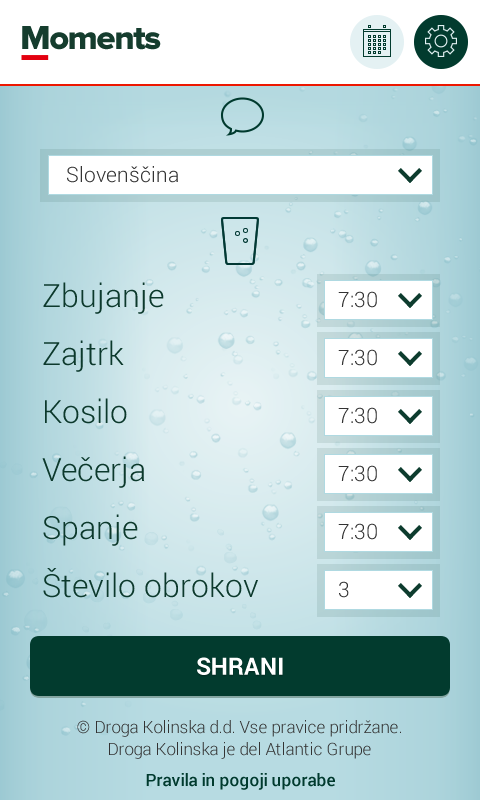 Moments
Slovenščina
Zbujanje 7:30
Zajtrk 7:30
Kosilo 7:30
Večerja 7:30
Spanje 7:30
Število obrokov 3
SHRANI
© Droga Kolinska d.d. Vse pravice pridržane.
Droga Kolinska je del Atlantic Grupe
Pravila in pogoji uporabe